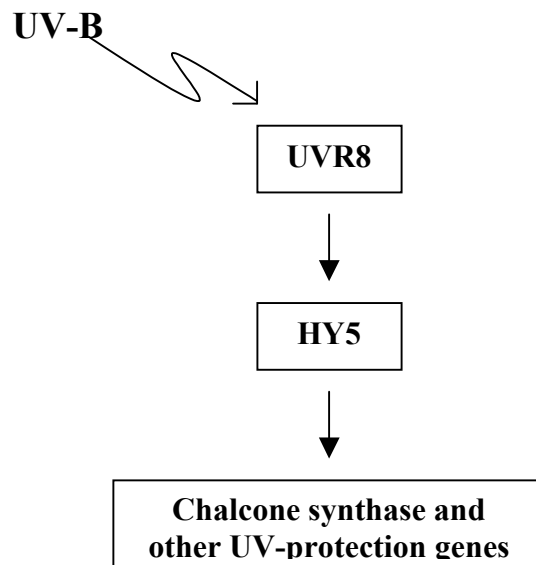 UV-B
UVR8
HY5
Chalcone synthase and
other UV-protection genes